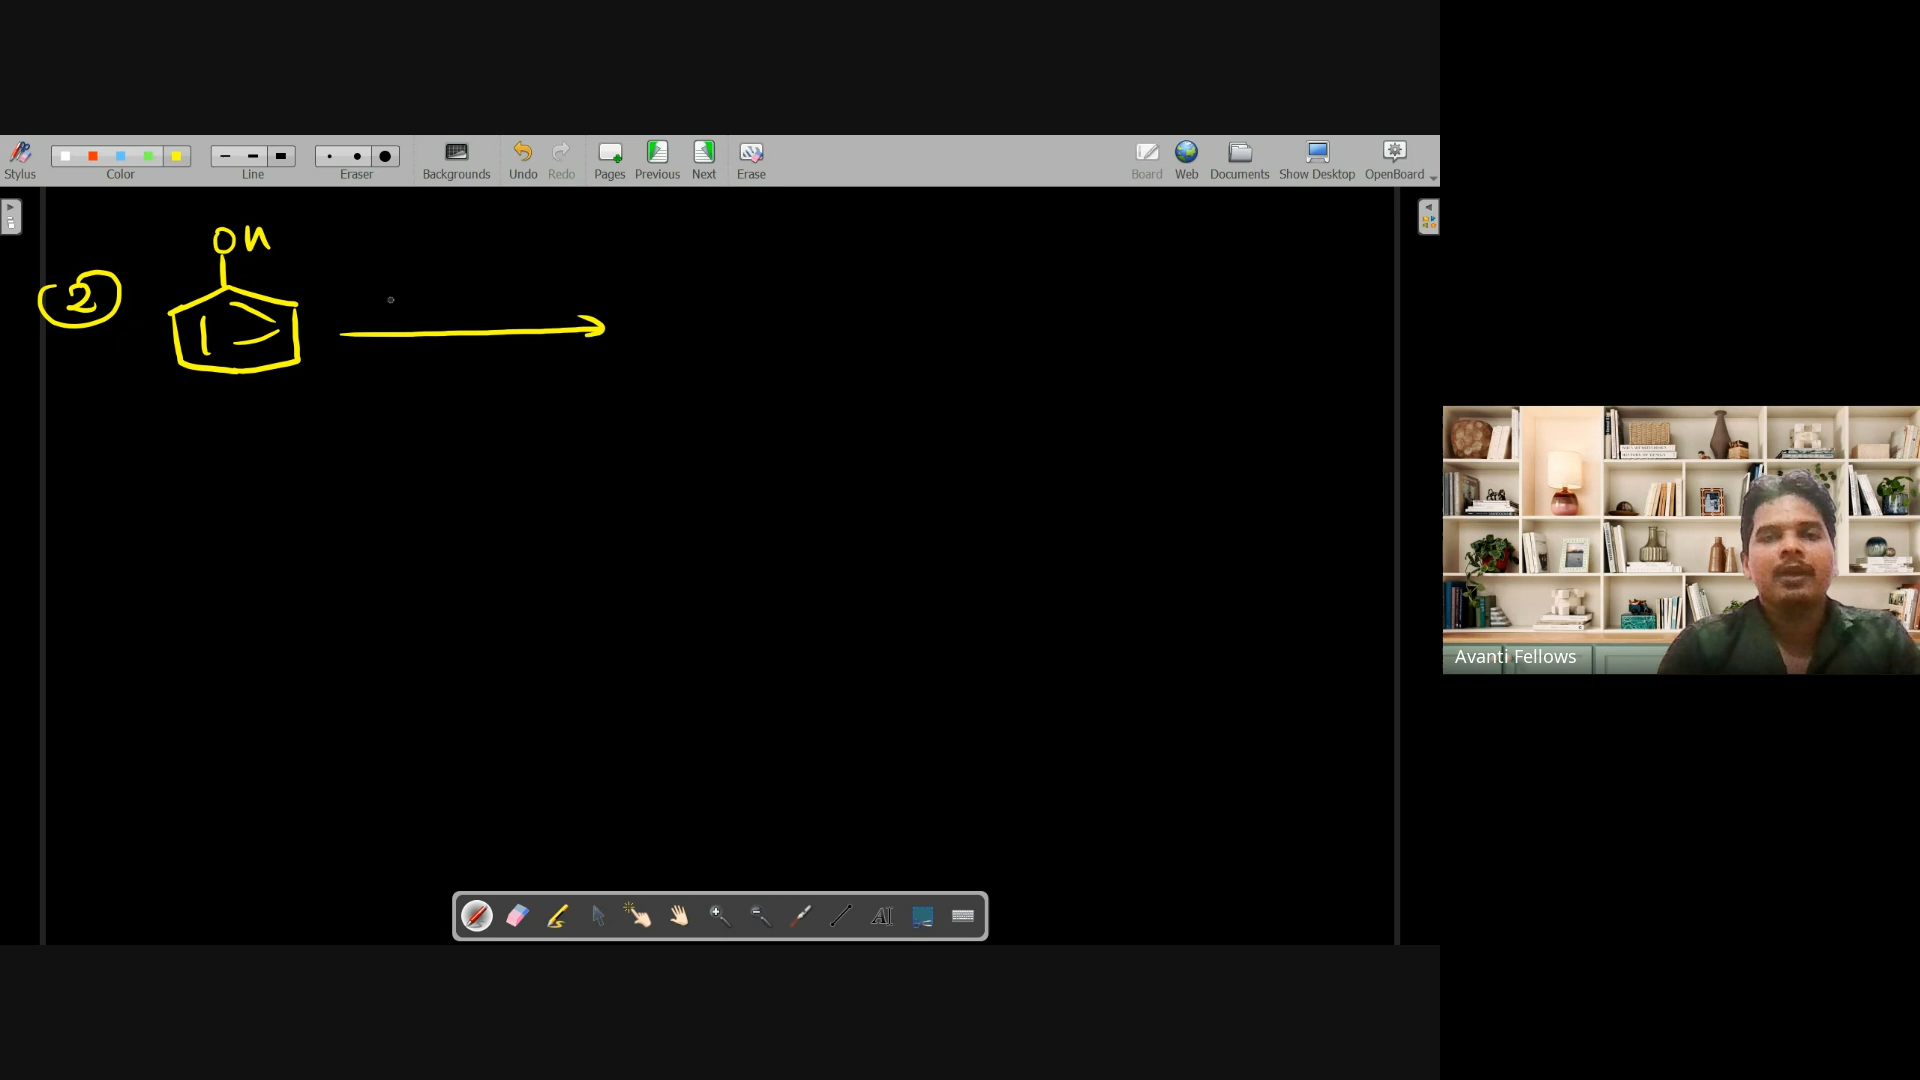 Stylus Color Line Eraser Backgrounds Undo Redo Pages Previous Next Erase Board Web Documents Show Desktop OpenBoard
OH
2
AI
Avanti Fellows